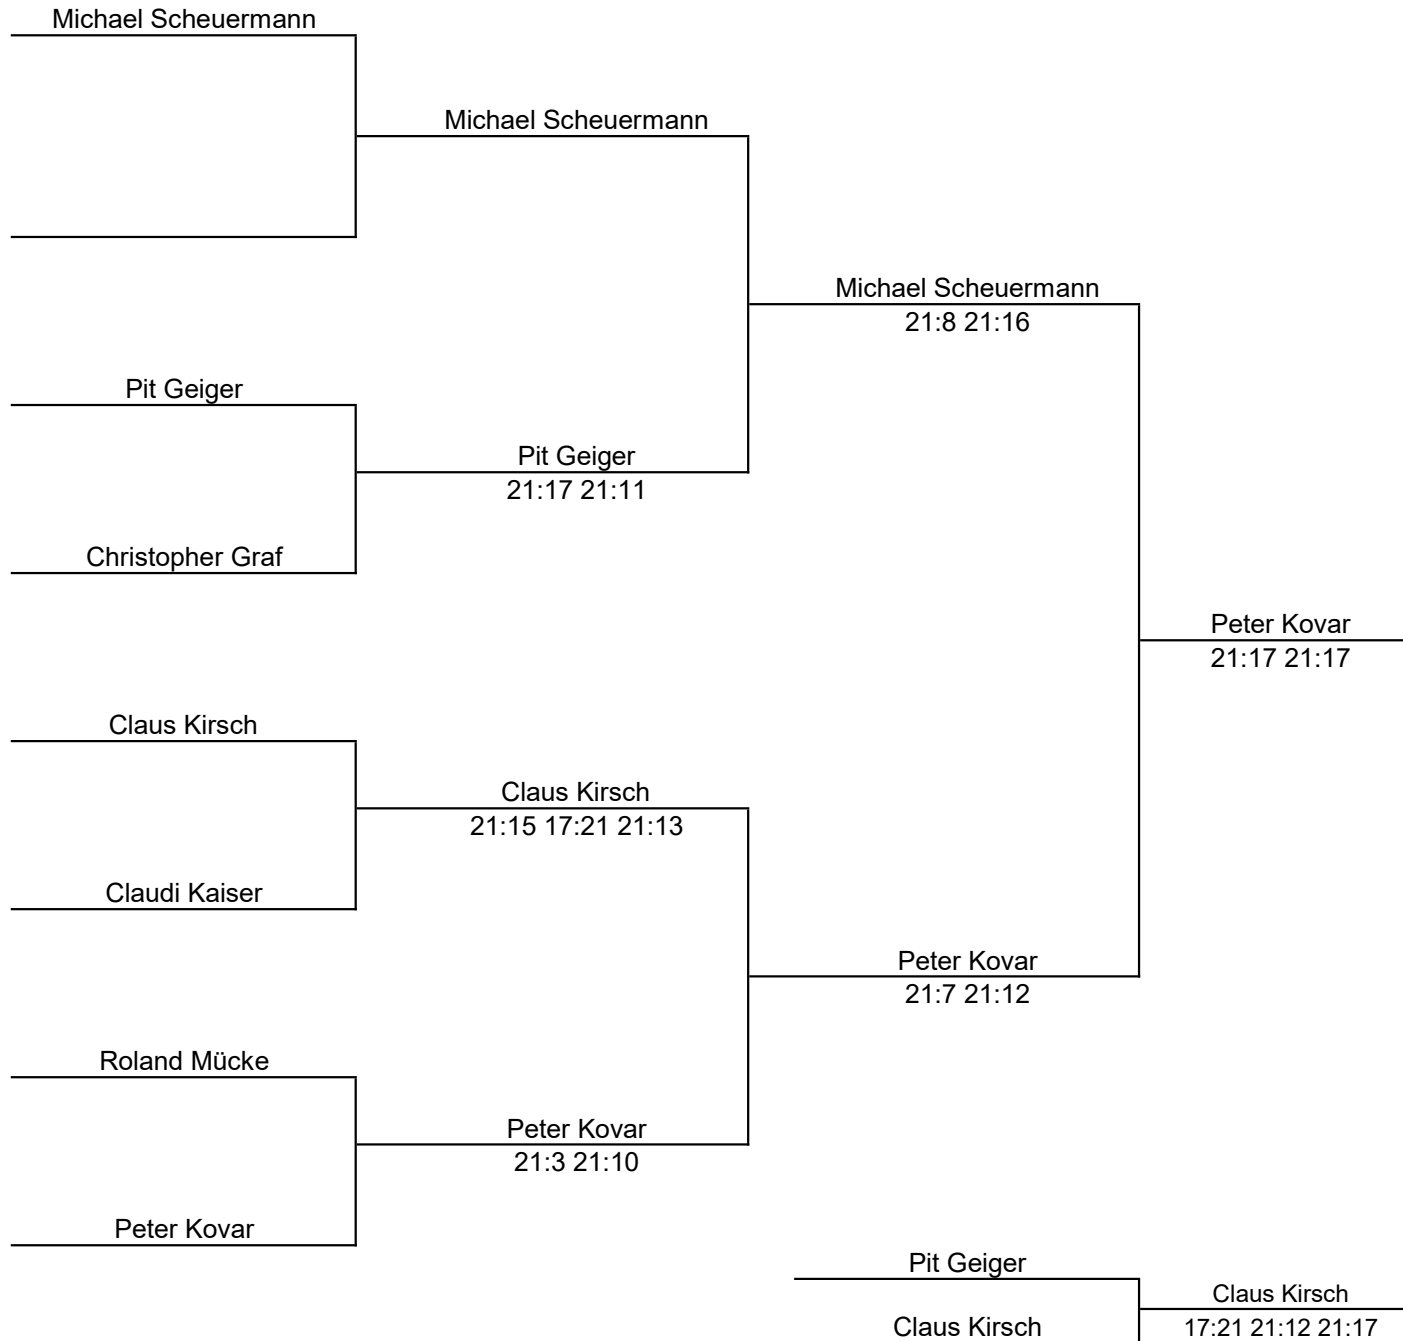 Michael Scheuermann
Michael Scheuermann
Michael Scheuermann
21:8 21:16
Pit Geiger
Pit Geiger
21:17 21:11
Christopher Graf
Peter Kovar
21:17 21:17
Claus Kirsch
Claus Kirsch
21:15 17:21 21:13
Claudi Kaiser
Peter Kovar
21:7 21:12
Roland Mücke
Peter Kovar
21:3 21:10
Peter Kovar
Pit Geiger
Claus Kirsch
Claus Kirsch
17:21 21:12 21:17